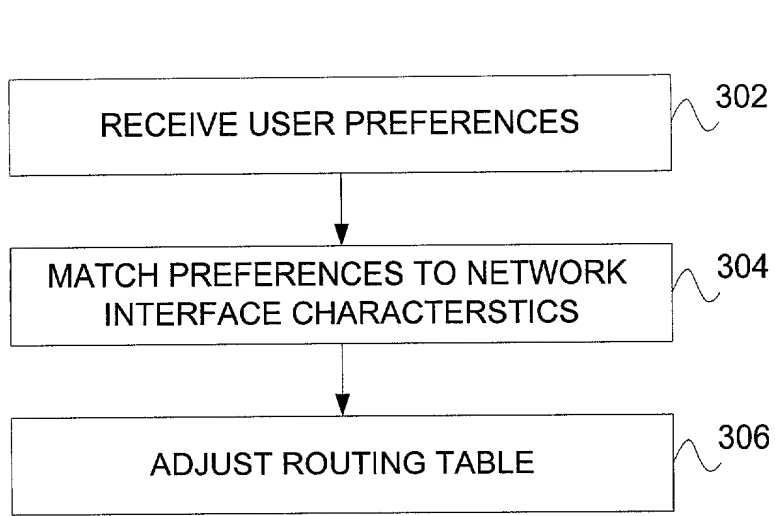 RECEIVE USER PREFERENCES
302
MATCH PREFERENCES TO NETWORK
INTERFACE CHARACTERSTICS
304
ADJUST ROUTING TABLE
306